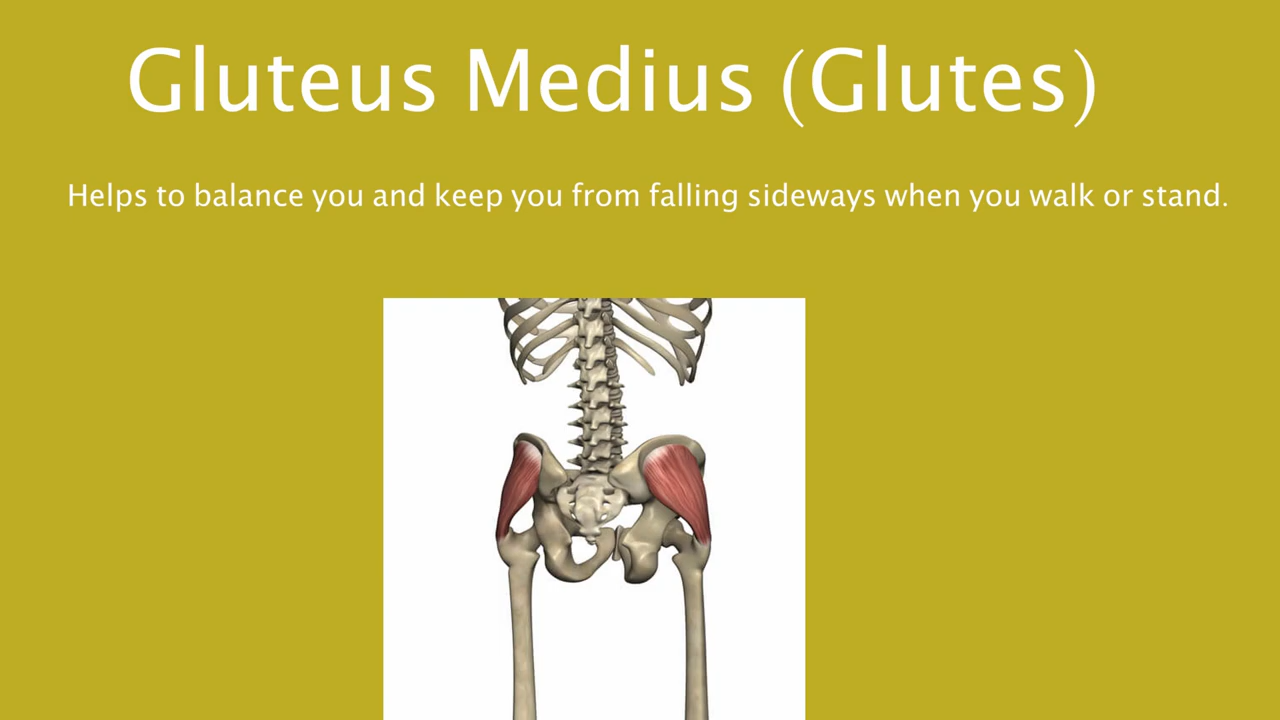 Gluteus Medius (Glutes)
Helps to balance you and keep you from falling sideways when you walk or stand.